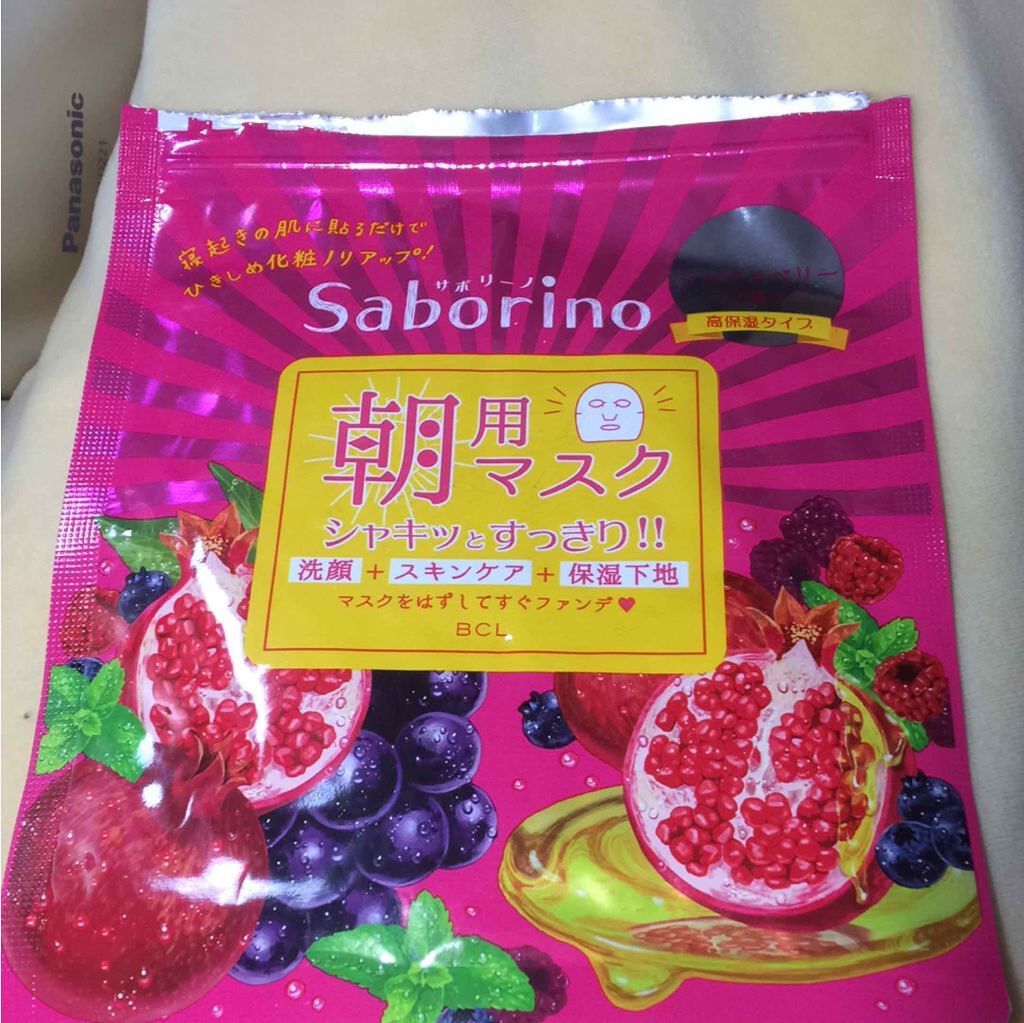 Panasonic
寝起きの肌に貼るだけで
ひきしめ化粧ノリアップ!
サボリーノ
Saborino
高保湿タイプ
朝用
マスク
シャキッとすっきり!!
洗顔+スキンケア+保湿下地
マスクをはずしてすぐファンデ♥
BCL